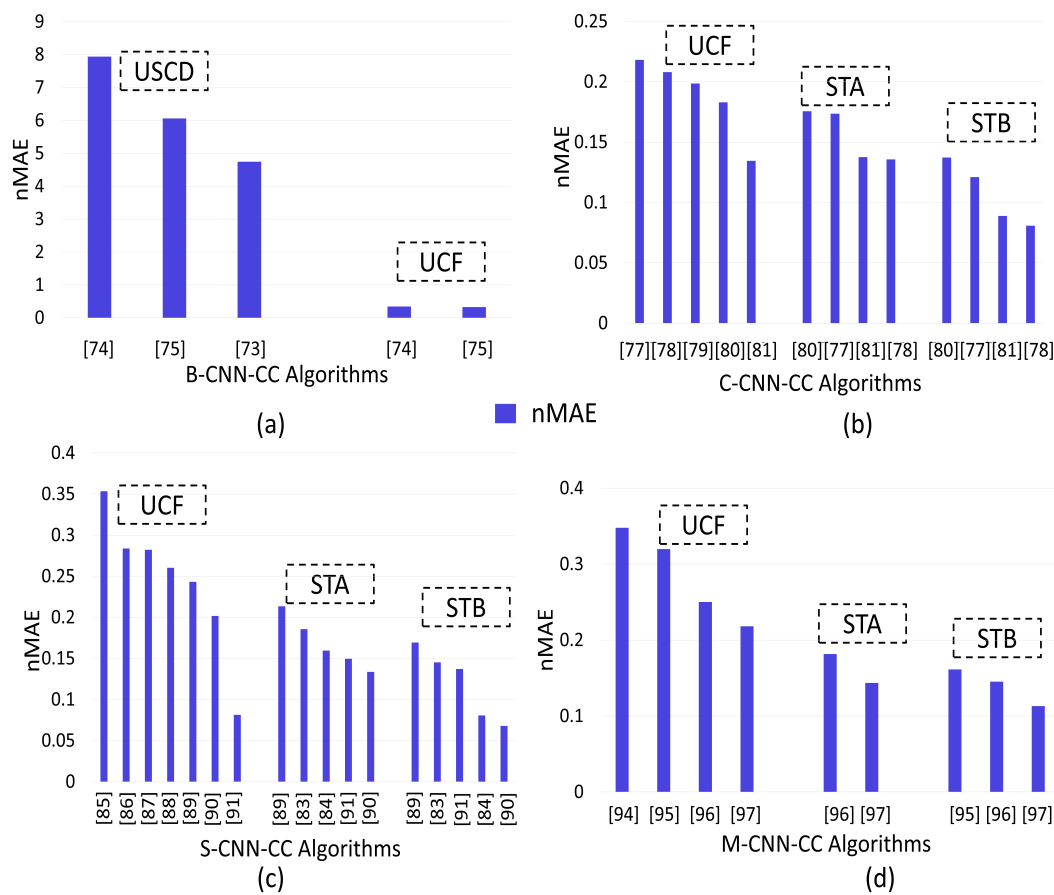 9
8
7
6
5
4
3
2
1
0
nMAE
USCD
UCF
[74] [75] [73] [74] [75]
B-CNN-CC Algorithms
(a)
0.25
0.2
0.15
0.1
0.05
0
nMAE
UCF
STA
STB
[77] [78] [79] [80] [81] [80] [77] [81] [78] [80] [77] [81] [78]
C-CNN-CC Algorithms
(b)
nMAE
0.4
0.35
0.3
0.25
0.2
0.15
0.1
0.05
0
nMAE
UCF
STA
STB
[85] [86] [87] [88] [89] [90] [91] [89] [83] [84] [91] [90] [89] [83] [91] [84] [90]
S-CNN-CC Algorithms
(c)
0.4
0.3
0.2
0.1
0
nMAE
UCF
STA
STB
[94] [95] [96] [97] [96] [97] [95] [96] [97]
M-CNN-CC Algorithms
(d)